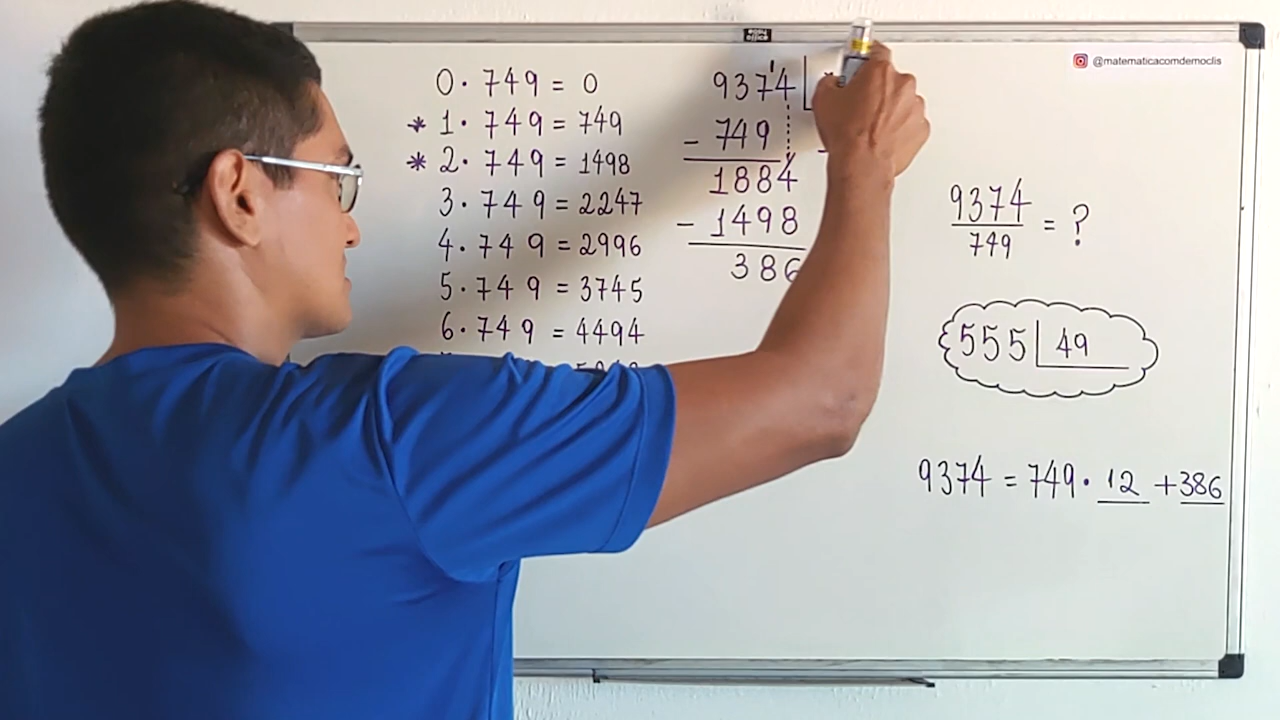 0 · 749 = 0
* 1 · 749 = 749
* 2 · 749 = 1498
3 · 749 = 2247
4 · 749 = 2996
5 · 749 = 3745
6 · 749 = 4494
9374
- 749
1884
- 1498
386
@matematicacomdemoclis
9374
749
= ?
555 49
9374 = 749 · 12 + 386